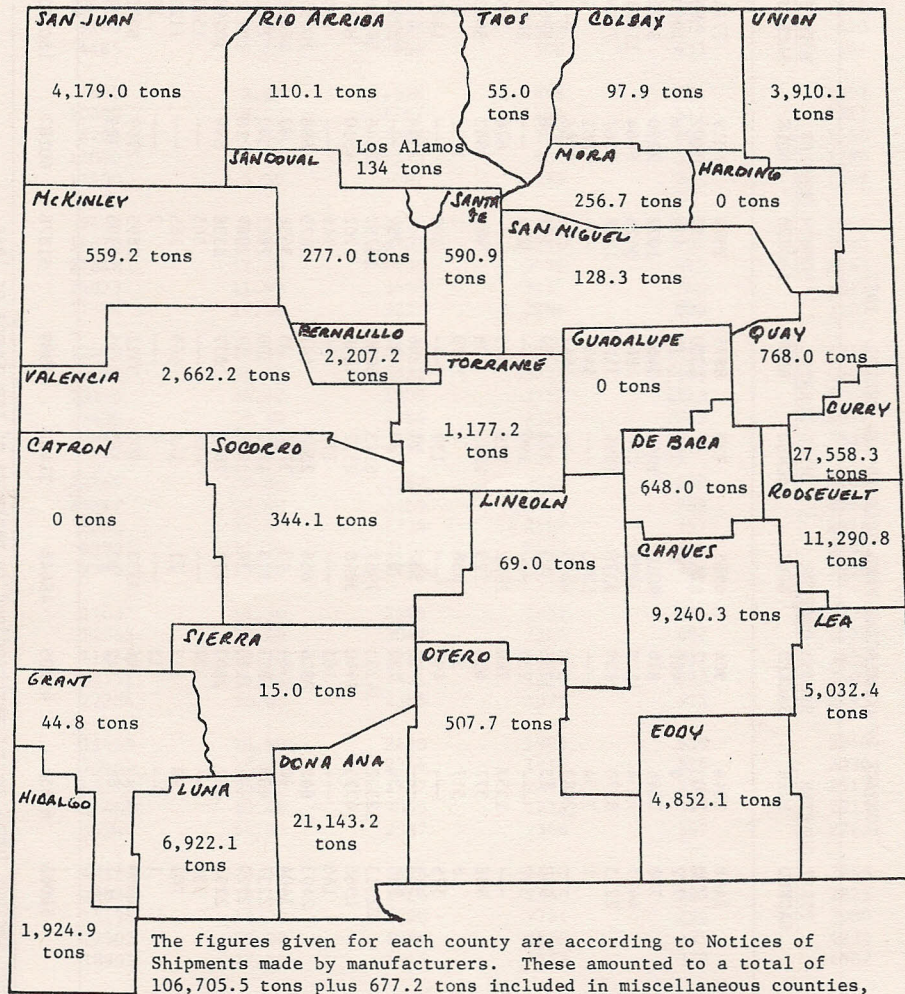 SAN JUAN
RIO ARRIBA
TAOS
COLBAY
UNION
4,179.0 tons
110.1 tons
55.0
tons
97.9 tons
3,910.1
tons
Los Alamos
134 tons
SANDOVAL
MORA
HARDING
McKINLEY
SANTA
FE
256.7 tons
0 tons
SAN MIGUEL
559.2 tons
277.0 tons
590.9
tons
128.3 tons
BERNALILLO
2,207.2
tons
GUADALUPE
QUAY
768.0 tons
VALENCIA
2,662.2 tons
TORRANCE
0 tons
CURRY
27,558.3
tons
CATRON
SOCORRO
1,177.2
tons
DE BACA
648.0 tons
ROOSEVELT
11,290.8
tons
0 tons
344.1 tons
LINCOLN
69.0 tons
CHAVES
9,240.3 tons
LEA
5,032.4
tons
SIERRA
15.0 tons
OTERO
507.7 tons
GRANT
44.8 tons
EDDY
4,852.1 tons
HIDALGO
LUNA
DONA ANA
6,922.1
tons
21,143.2
tons
1,924.9
tons
The figures given for each county are according to Notices of
Shipments made by manufacturers. These amounted to a total of
106,705.5 tons plus 677.2 tons included in miscellaneous counties,